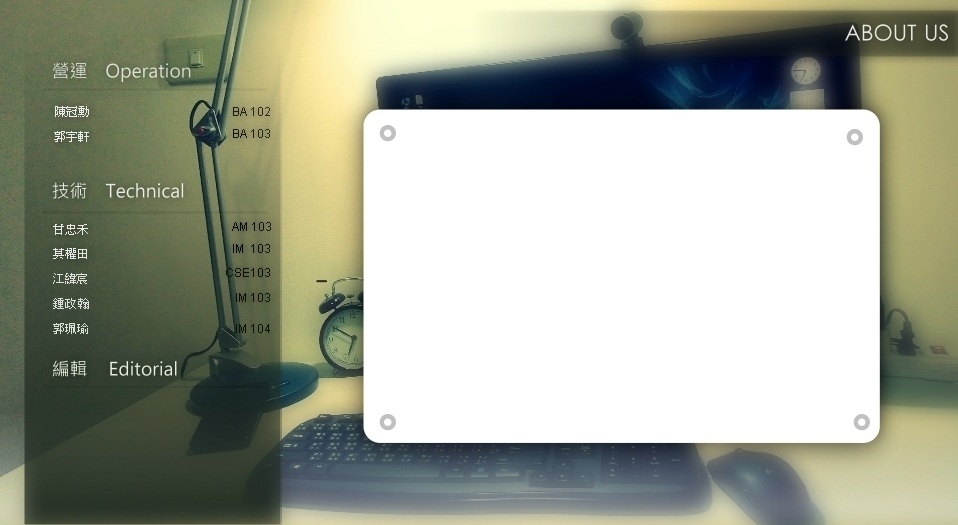 ABOUT US
營運 Operation
陳冠勳 BA 102
郭宇軒 BA 103
技術 Technical
甘忠禾 AM 103
其權田 IM 103
江緯宸 CSE103
鍾政翰 IM 103
郭珮瑜 IM 104
編輯 Editorial